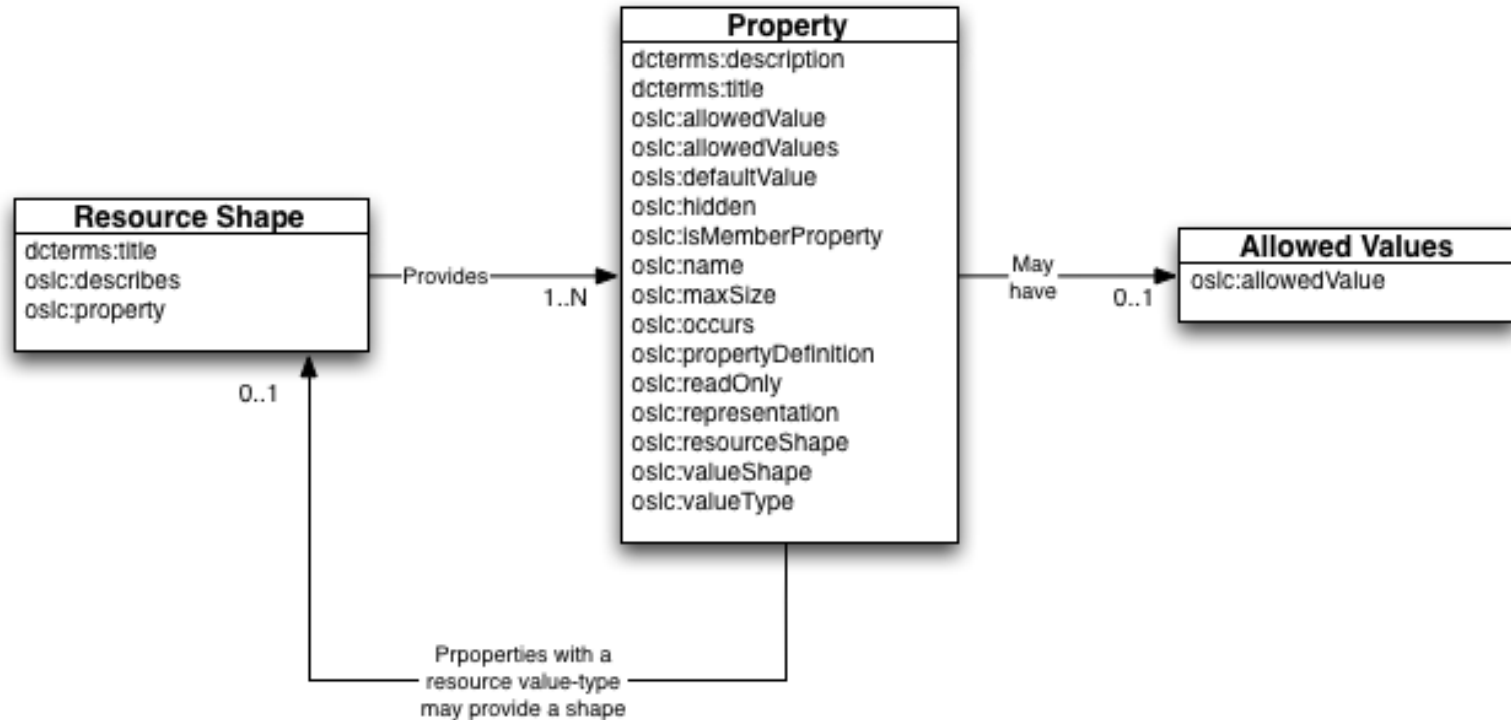 Property
dcterms:description
dcterms:title
oslc:allowedValue
oslc:allowedValues
osls:defaultValue
oslc:hidden
oslc:isMemberProperty
oslc:name
oslc:maxSize
oslc:occurs
oslc:propertyDefinition
oslc:readOnly
oslc:representation
oslc:resourceShape
oslc:valueShape
oslc:valueType
Resource Shape
dcterms:title
oslc:describes
oslc:property
Provides
1..N
May
have
0..1
Allowed Values
oslc:allowedValue
0..1
Prpoperties with a
resource value-type
may provide a shape